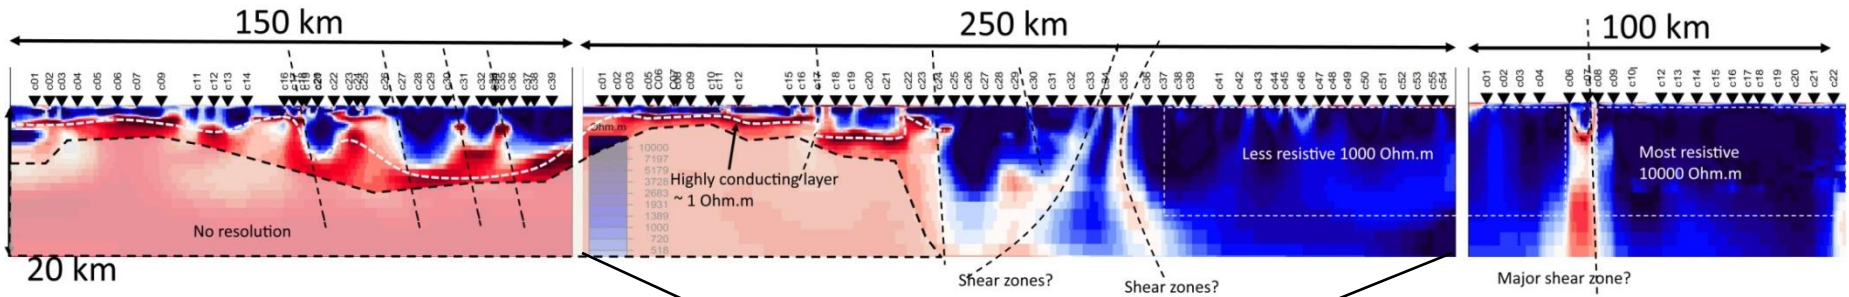 150 km
250 km
100 km
c01 c02 c03 c04 c05 c06 c07 c09 c11 c12 c13 c14 c16 c22 c27 c28 c29 c30 c31 c32 c36 c38 c39
c01 c02 c03 c05 c06 c10 c11 c12 c15 c16 c17 c18 c19 c20 c21 c22 c23 c24 c25 c26 c27 c28 c29 c30 c31 c32 c33 c34 c35 c36 c37 c38 c39 c41 c42 c43 c44 c45 c46 c47 c48 c49 c50 c51 c52 c53 c55 c54
c01 c02 c03 c04 c06 c07 c08 c09 c10 c12 c13 c14 c15 c16 c17 c18 c19 c20 c21 c22
Ohm.m
10000
7197
5179
3728
2683
1931
1389
1000
720
518
Highly conducting layer
~ 1 Ohm.m
Less resistive 1000 Ohm.m
Most resistive
10000 Ohm.m
No resolution
20 km
Shear zones?
Shear zones?
Major shear zone?